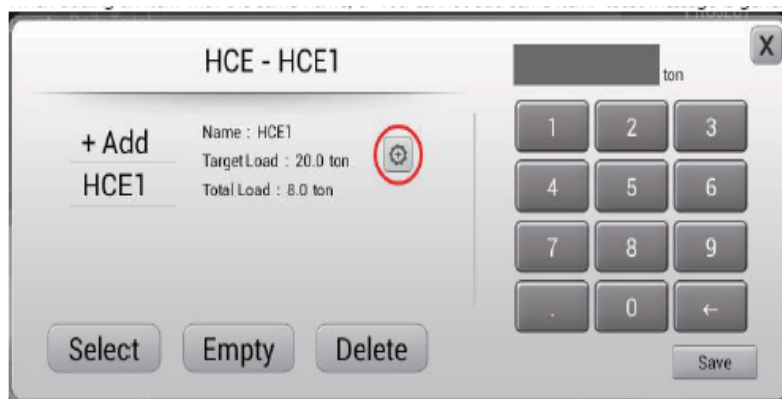 HCE - HCE1
ton
X
+ Add
HCE1
Name : HCE1
Target Load : 20.0 ton
Total Load : 8.0 ton
1 2 3
4 5 6
7 8 9
. 0 ←
Select Empty Delete
Save